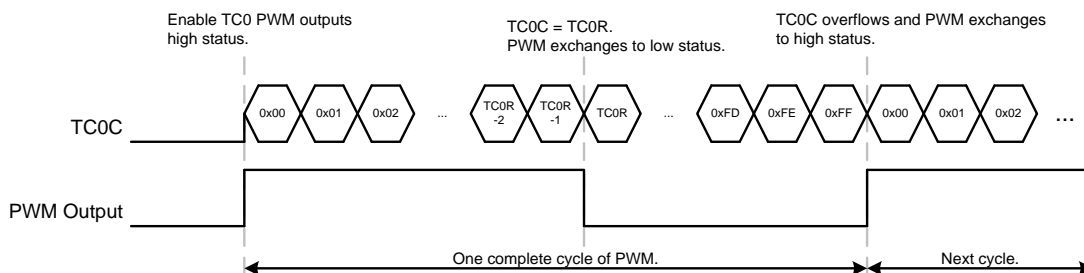 Enable TC0 PWM outputs
high status.
TC0C = TC0R.
PWM exchanges to low status.
TC0C overflows and PWM exchanges
to high status.
TC0C
0x00
0x01
0x02
...
TC0R
-2
TC0R
-1
TC0R
...
0xFD
0xFE
0xFF
0x00
0x01
0x02
...
PWM Output
One complete cycle of PWM.
Next cycle.